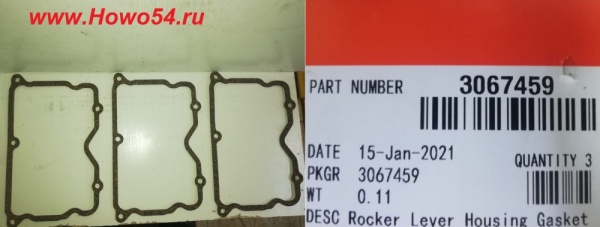 www.Howo54.ru
PART NUMBER 3067459
DATE 15-Jan-2021
QUANTITY 3
PKGR 3067459
WT 0.11
DESC Rocker Lever Housing Gasket